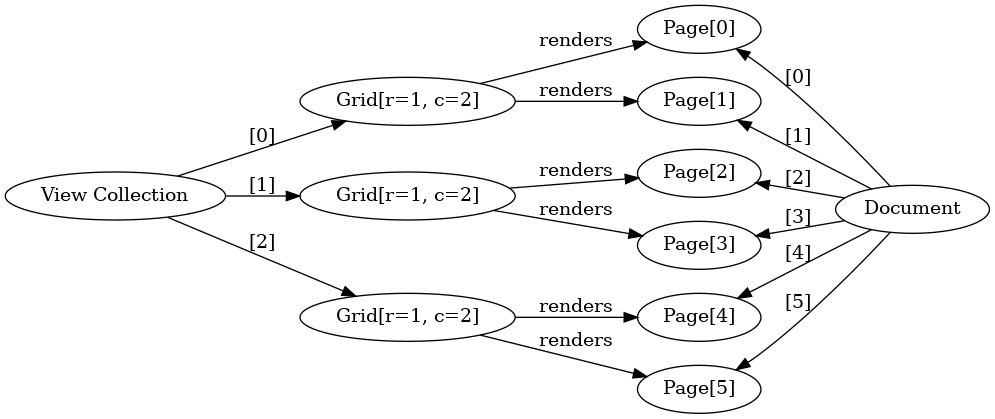 Page[0]
renders
[0]
Grid[r=1, c=2]
renders
Page[1]
[0]
[1]
renders
Page[2]
[2]
View Collection
[1]
Grid[r=1, c=2]
Document
renders
[3]
[2]
Page[3]
[4]
renders
[5]
Grid[r=1, c=2]
Page[4]
renders
Page[5]